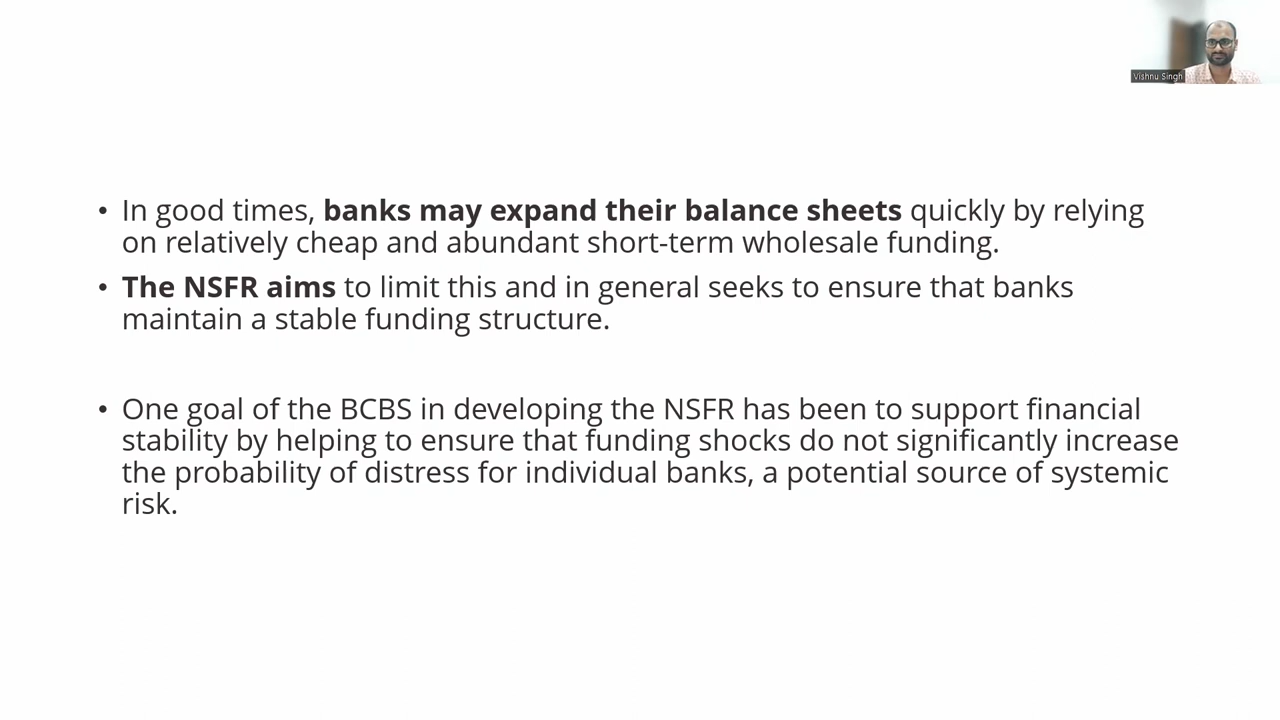 Vishnu Singh
• In good times, banks may expand their balance sheets quickly by relying
on relatively cheap and abundant short-term wholesale funding.
• The NSFR aims to limit this and in general seeks to ensure that banks
maintain a stable funding structure.
• One goal of the BCBS in developing the NSFR has been to support financial
stability by helping to ensure that funding shocks do not significantly increase
the probability of distress for individual banks, a potential source of systemic
risk.